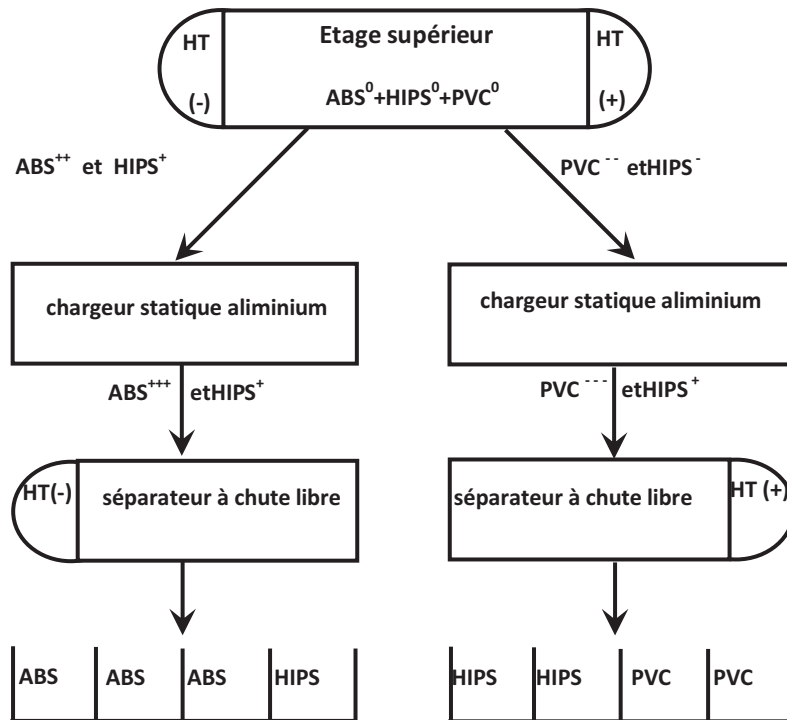 HT Etage supérieur HT
(-) ABS⁰+HIPS⁰+PVC⁰ (+)
ABS⁺⁺ et HIPS⁺ PVC⁻⁻ etHIPS⁻
chargeur statique aliminium chargeur statique aliminium
ABS⁺⁺⁺ etHIPS⁺ PVC⁻⁻⁻ etHIPS⁺
HT(-) séparateur à chute libre séparateur à chute libre HT (+)
ABS ABS ABS HIPS HIPS HIPS PVC PVC